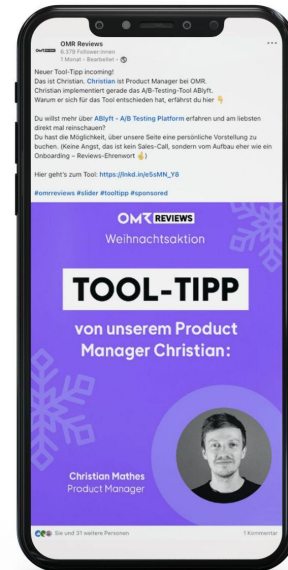 OMR Reviews
6.379 Follower:innen
1 Monat • Bearbeitet •
Neuer Tool-Tipp incoming!
Das ist Christian. Christian ist Product Manager bei OMR.
Christian implementiert gerade das A/B-Testing-Tool ABlyft.
Warum er sich für das Tool entschieden hat, erfährst du hier 👇
Du willst mehr über ABlyft - A/B Testing Platform erfahren und am liebsten
direkt mal reinschauen?
Du hast die Möglichkeit, über unsere Seite eine persönliche Vorstellung zu
buchen. (Keine Angst, das ist kein Sales-Call, sondern vom Aufbau eher wie ein
Onboarding – Reviews-Ehrenwort)
Hier geht's zum Tool: https://lnkd.in/eSsMN_Y8
#omrreviews #slider #tooltipp #sponsored
OMR REVIEWS
Weihnachtsaktion
TOOL-TIPP
von unserem Product
Manager Christian:
Christian Mathes
Product Manager
Sie und 31 weitere Personen
1 Kommentar